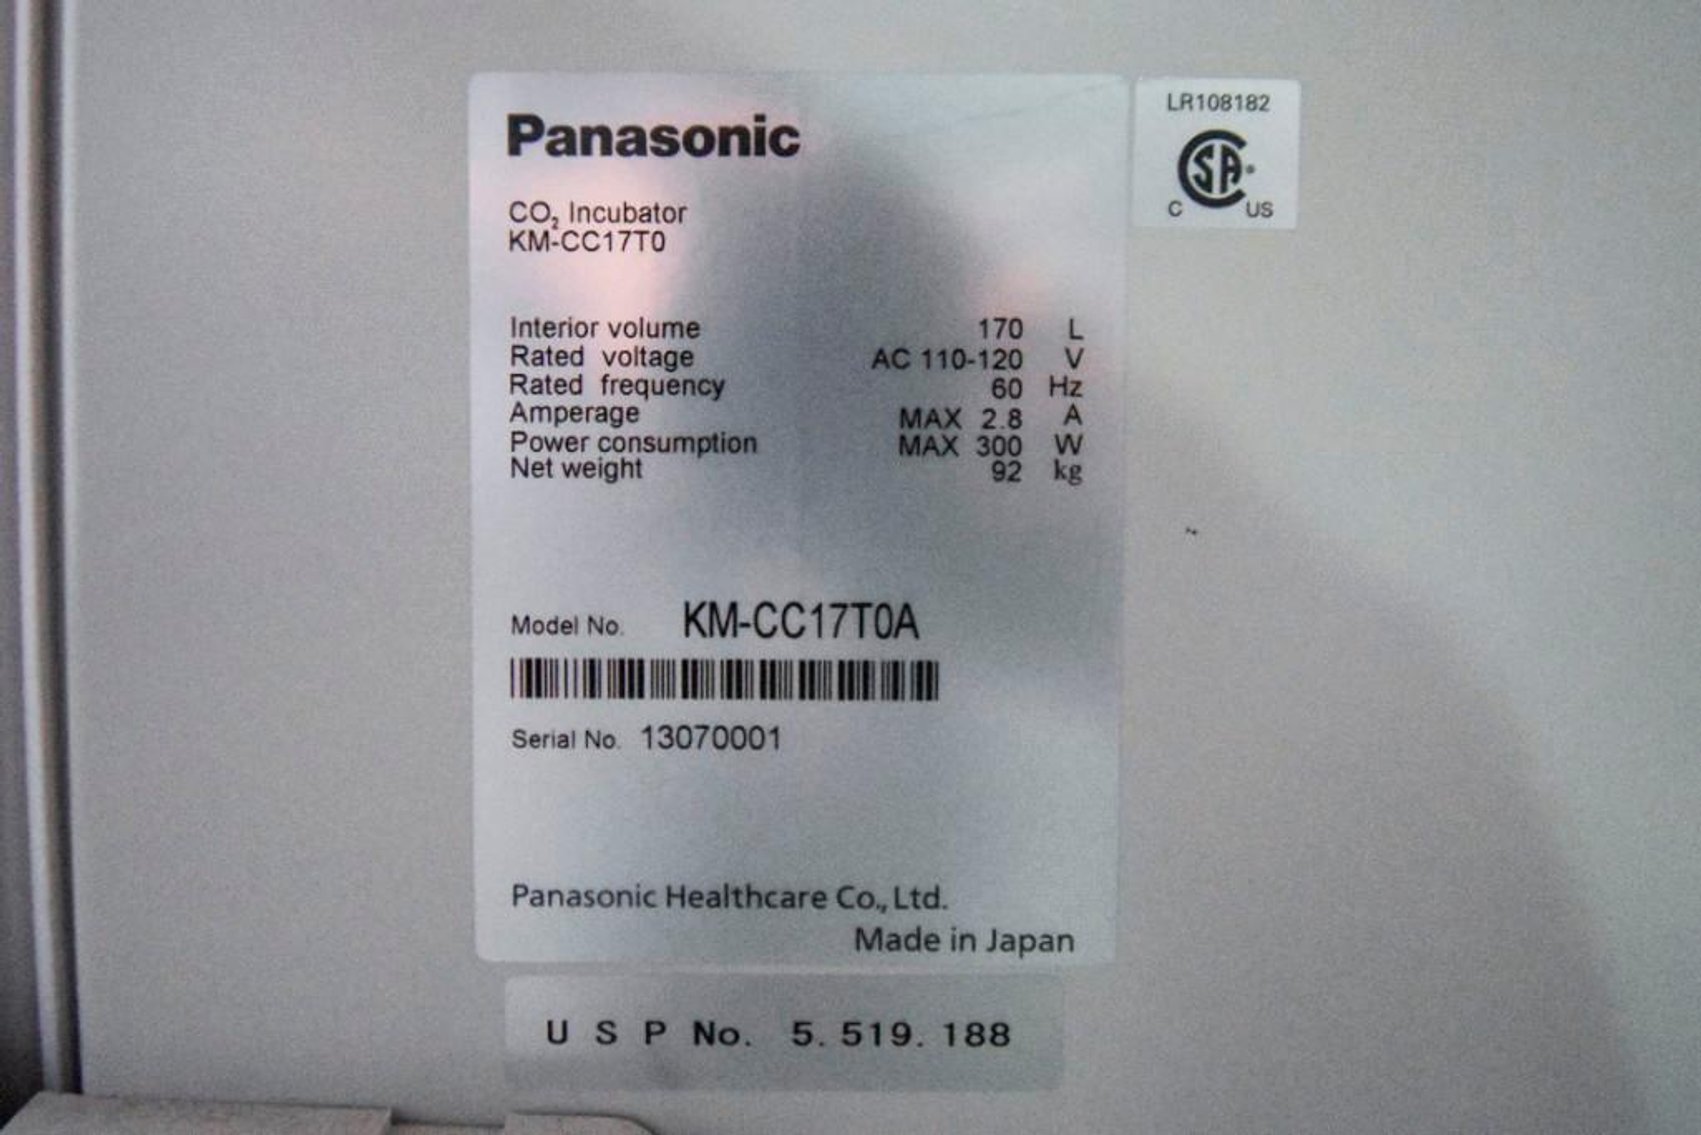 Panasonic
CO₂ Incubator
KM-CC17T0
Interior volume 170 L
Rated voltage AC 110-120 V
Rated frequency 60 Hz
Amperage MAX 2.8 A
Power consumption MAX 300 W
Net weight 92 kg
Model No. KM-CC17T0A
Serial No. 13070001
Panasonic Healthcare Co., Ltd.
Made in Japan
U S P No. 5. 519. 188
LR108182
SA®
C US